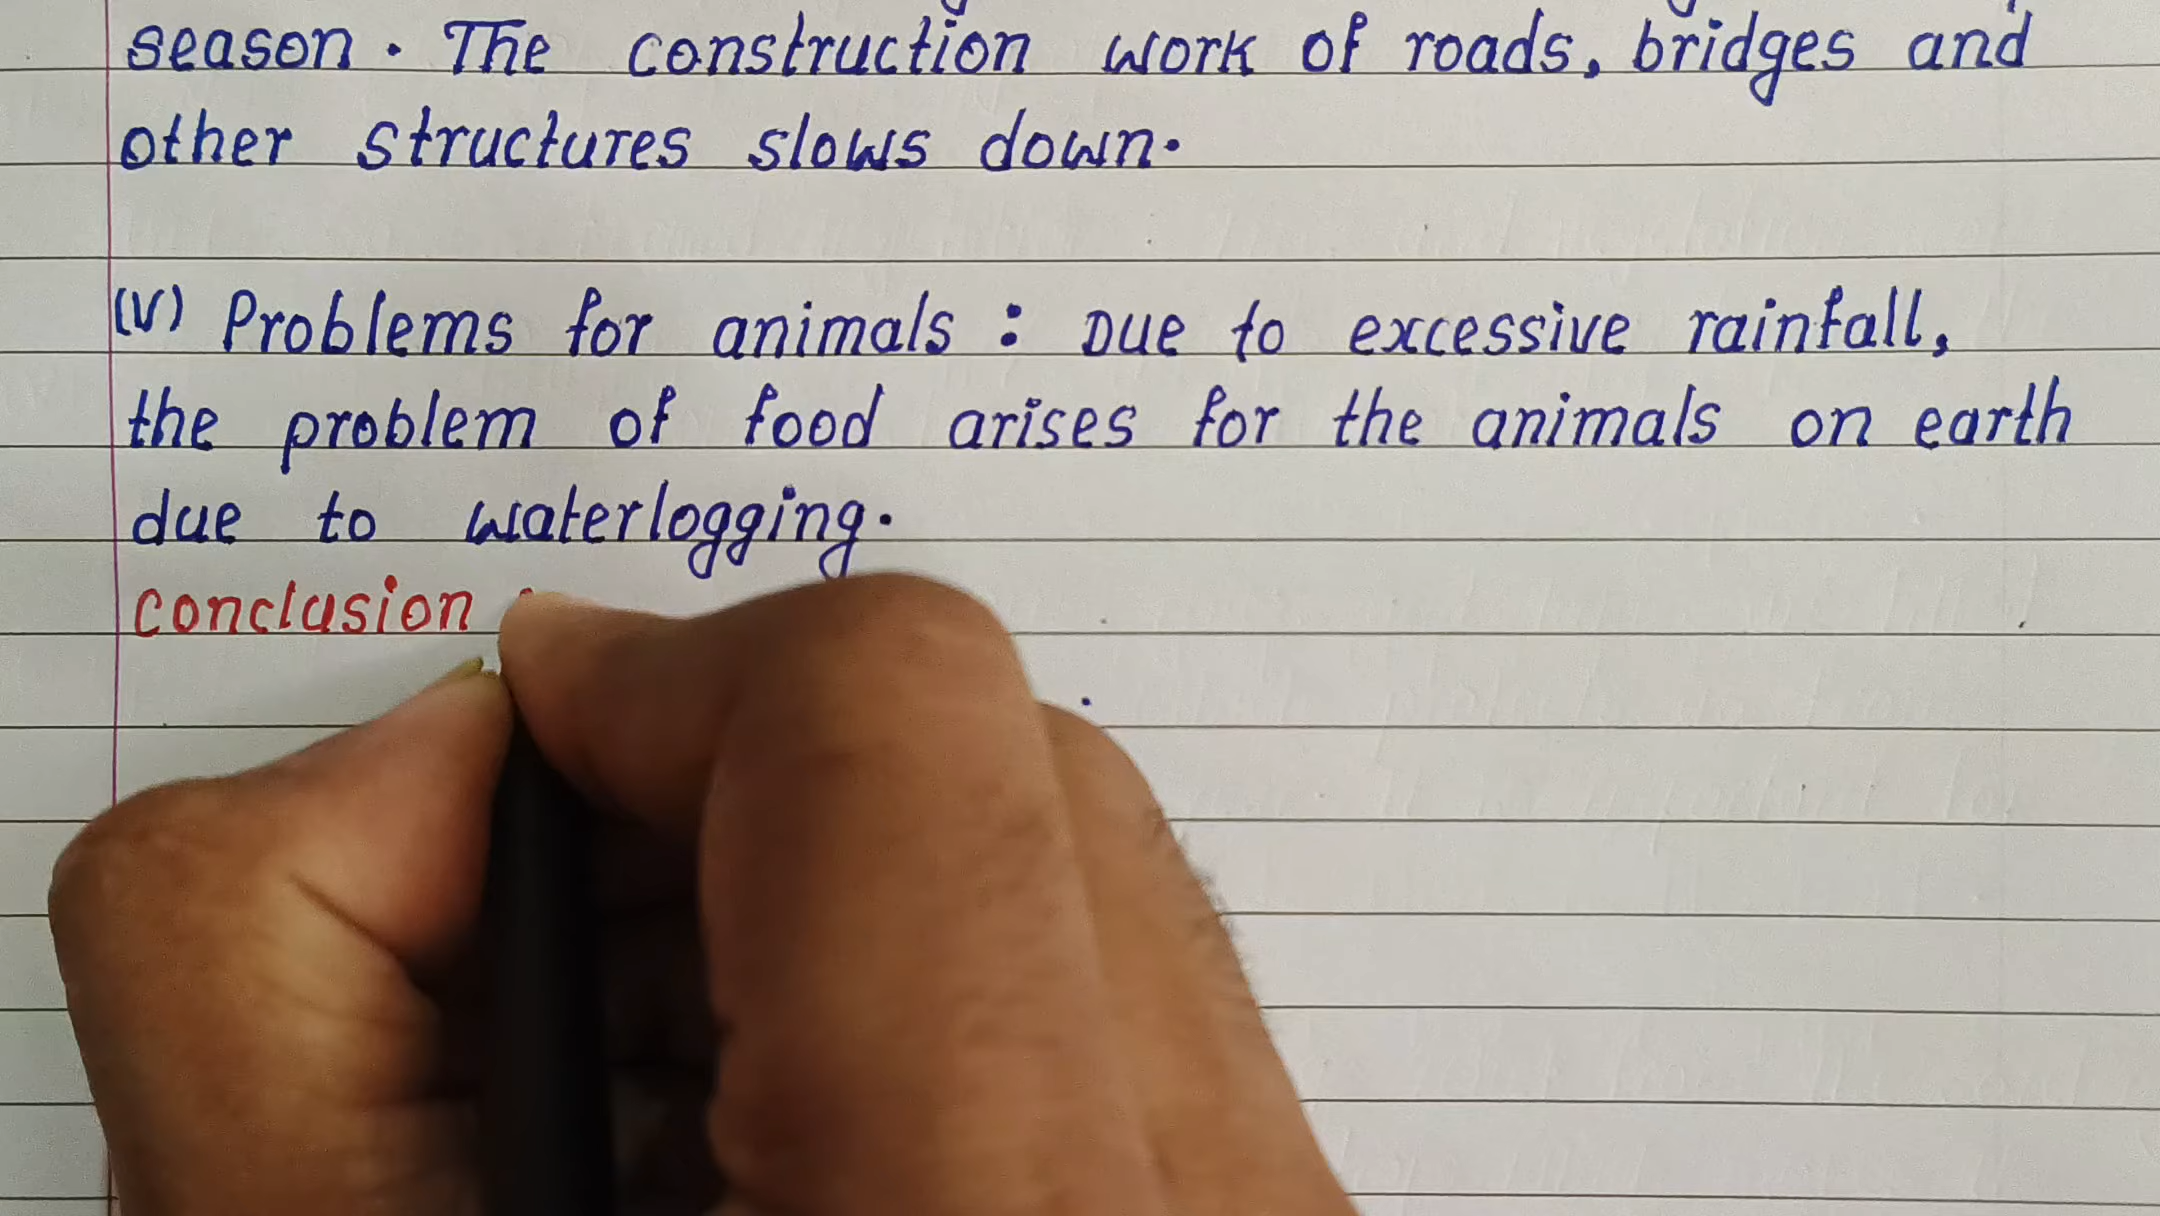 season. The construction work of roads, bridges and
other structures slows down.
(V) Problems for animals : Due to excessive rainfall,
the problem of food arises for the animals on earth
due to waterlogging.
Conclusion :